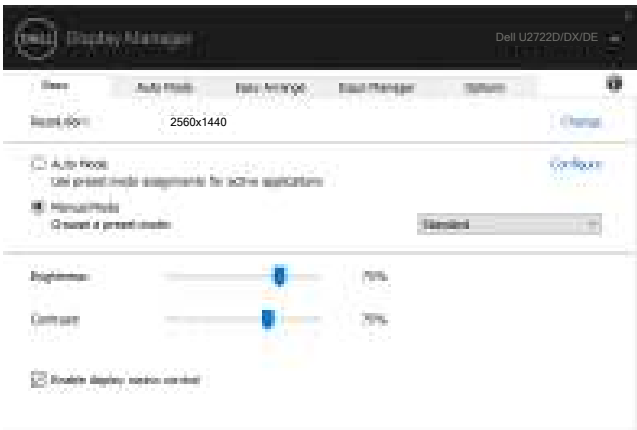 DELL Display Manager
Dell U2722D/DX/DE
Basic Auto Mode Easy Arrange Input Manager Options
Resolution: 2560x1440 Change
Auto Mode Configure
Use preset mode assignments for active applications
Manual Mode
Choose a preset mode: Standard
Brightness 75%
Contrast 75%
Enable display status control